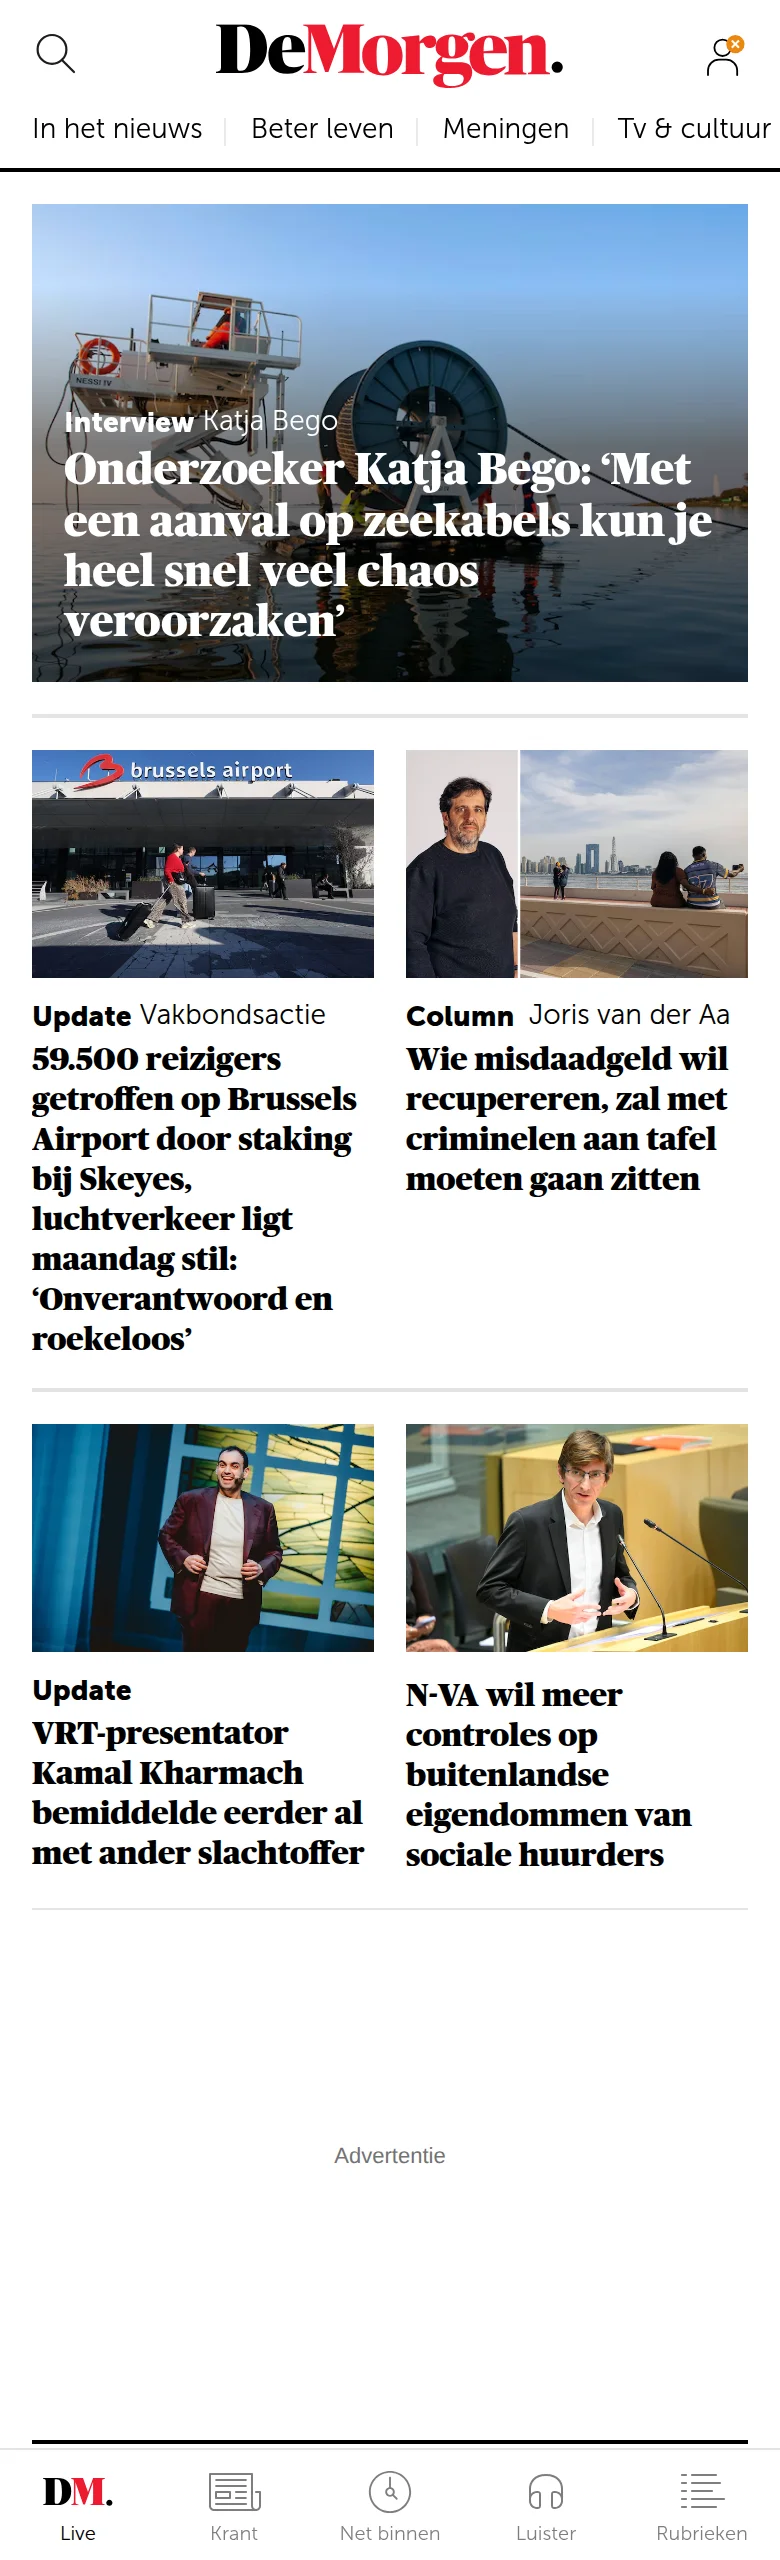 DeMorgen.
In het nieuws
Beter leven
Meningen
Tv & cultuur
NESSI IV
Interview Katja Bego
Onderzoeker Katja Bego: ‘Met
een aanval op zeekabels kun je
heel snel veel chaos
veroorzaken’
brussels airport
Update Vakbondsactie
59.500 reizigers
getroffen op Brussels
Airport door staking
bij Skeyes,
luchtverkeer ligt
maandag stil:
‘Onverantwoord en
roekeloos’
Column Joris van der Aa
Wie misdaadgeld wil
recupereren, zal met
criminelen aan tafel
moeten gaan zitten
Update
VRT-presentator
Kamal Kharmach
bemiddelde eerder al
met ander slachtoffer
N-VA wil meer
controles op
buitenlandse
eigendommen van
sociale huurders
Advertentie
DM.
Live
Krant
Net binnen
Luister
Rubrieken